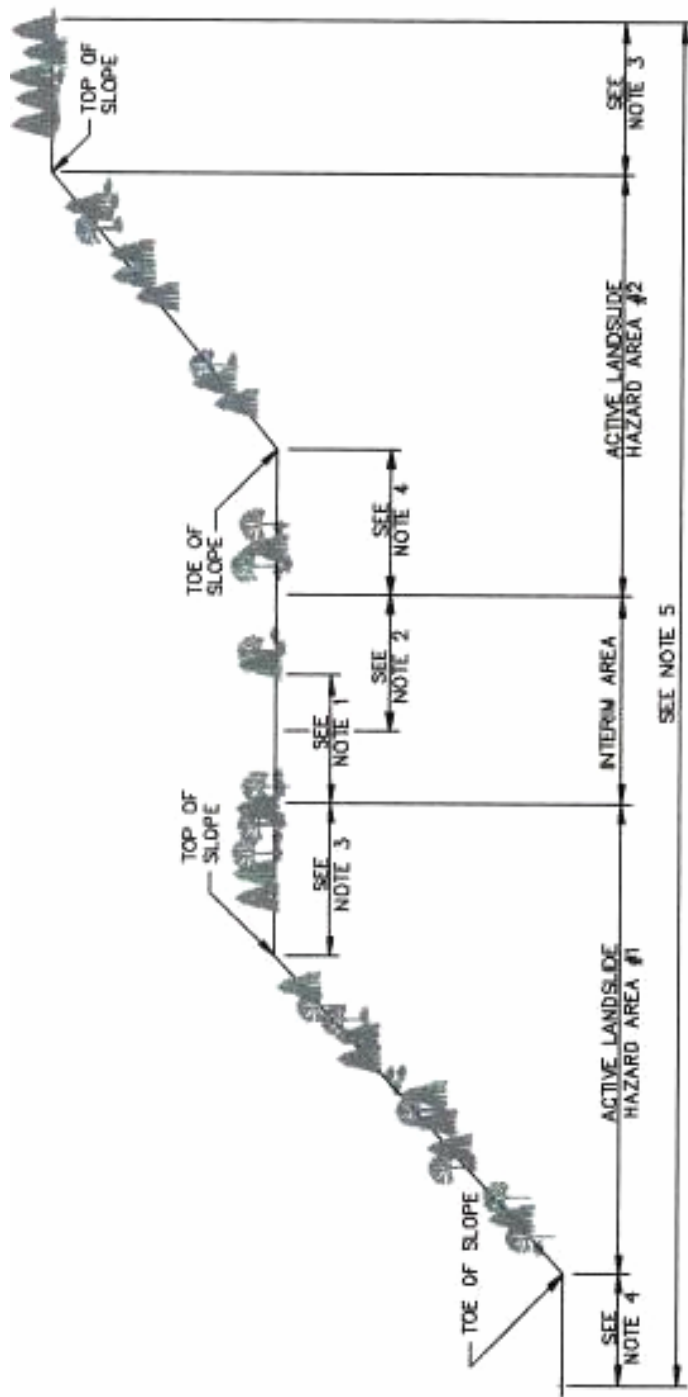 TOP OF
SLOPE
TOP OF
SLOPE
TOE OF
SLOPE
SEE
NOTE 3
SEE
NOTE 1
SEE
NOTE 2
SEE
NOTE 4
TOE OF SLOPE
SEE
NOTE 4
ACTIVE LANDSLIDE
HAZARD AREA #1
INTERIM AREA
ACTIVE LANDSLIDE
HAZARD AREA #2
SEE
NOTE 3
SEE NOTE 5